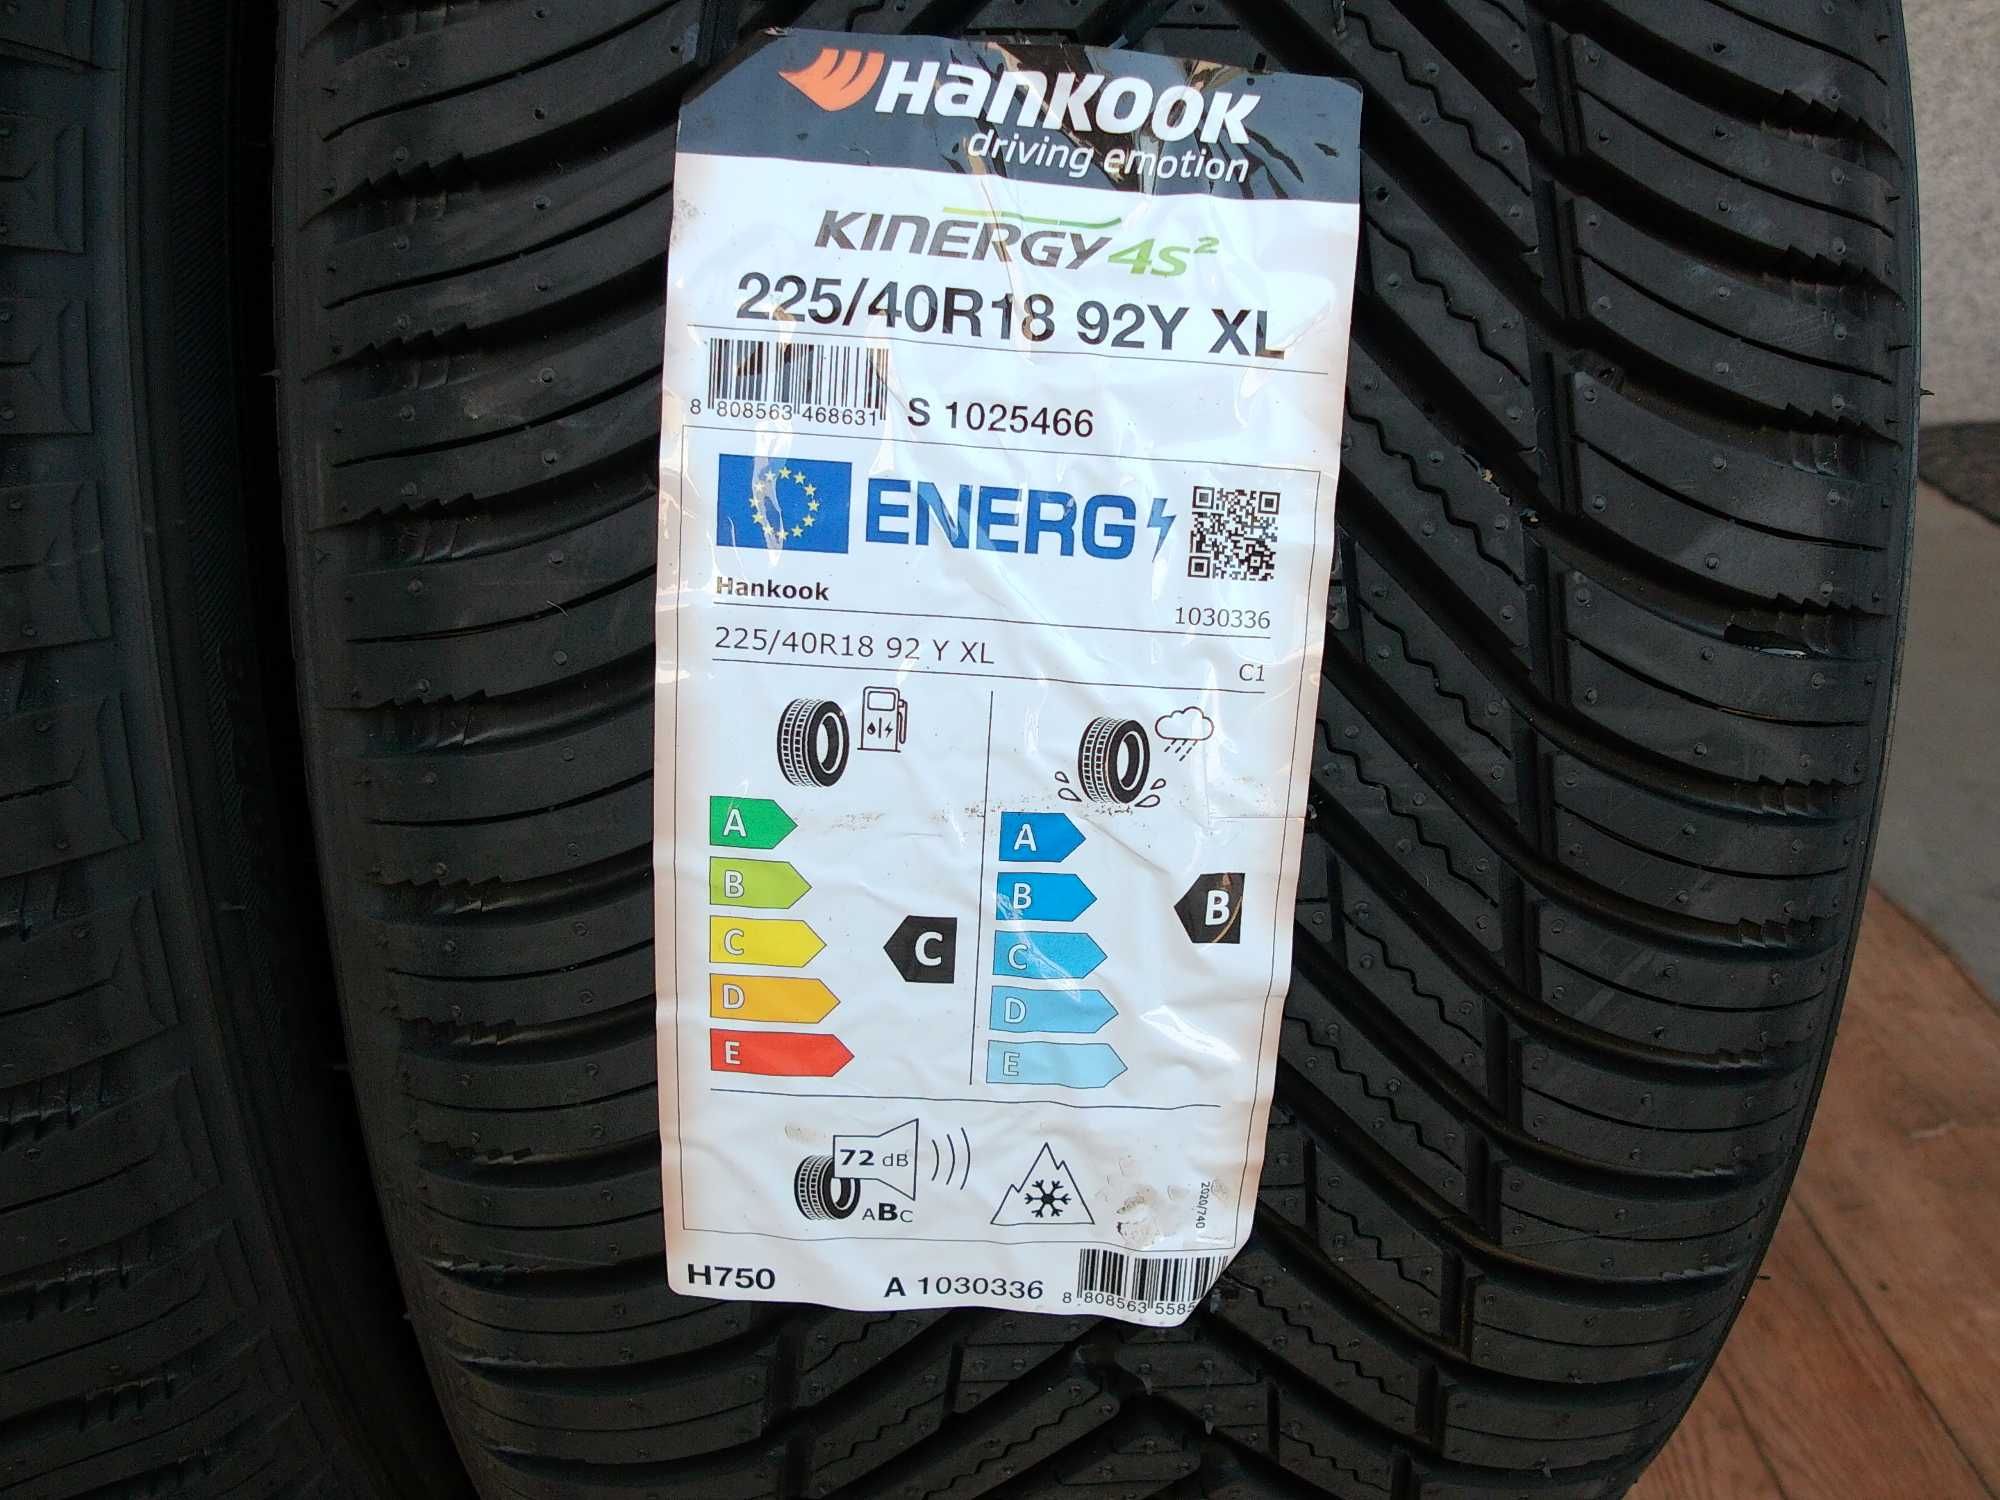 Hankook
driving emotion
KINERGY 4S²
225/40R18 92Y XL
8 808563 468631 S 1025466
ENERG
Hankook
1030336
225/40R18 92 Y XL
C1
A A
B B B
C C C
D D
E E
72 dB
ABC
2020/740
H750 A 1030336
8 808563 5585